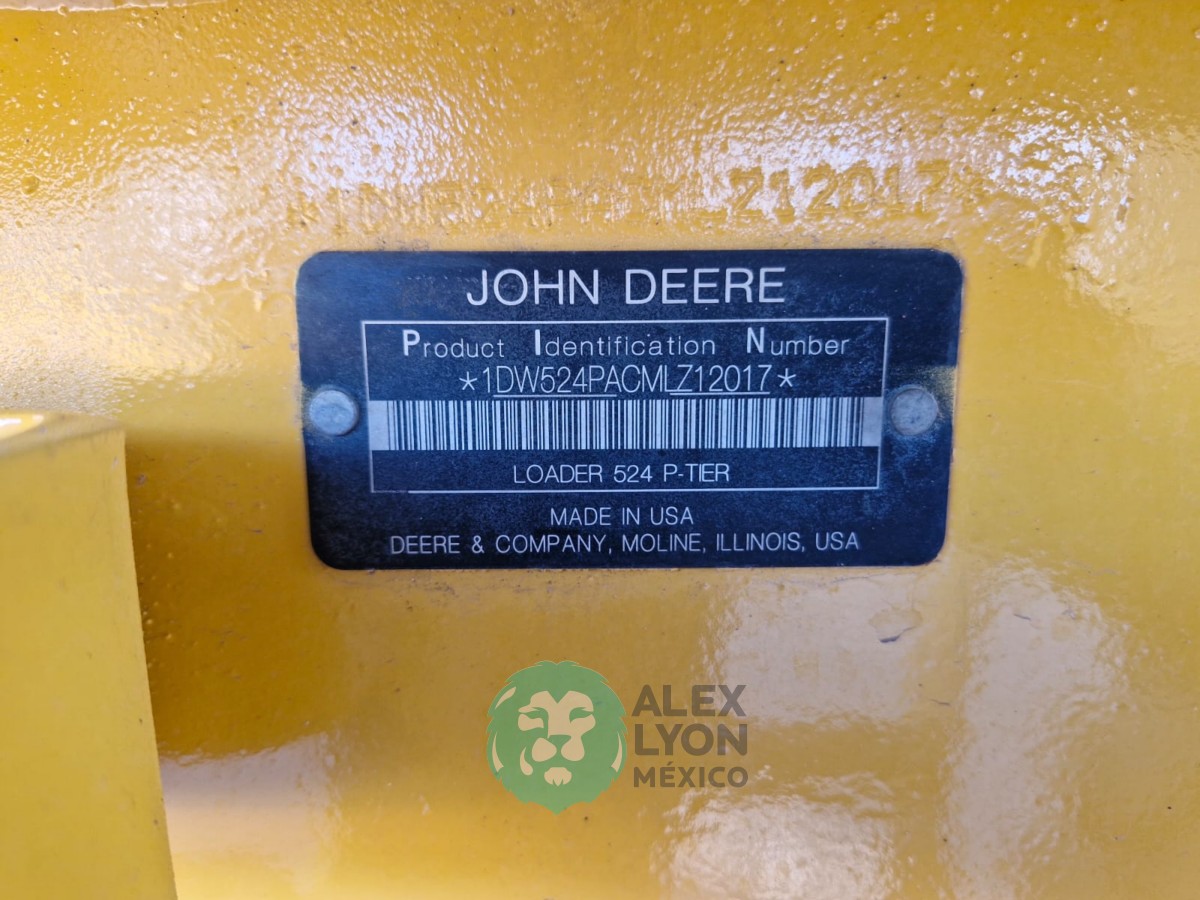 JOHN DEERE
Product Identification Number
*1DW524PACMLZ12017*
LOADER 524 P-TIER
MADE IN USA
DEERE & COMPANY, MOLINE, ILLINOIS, USA
ALEX
LYON
MÉXICO